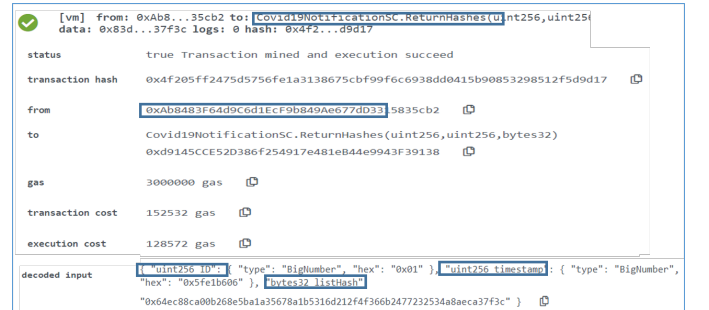 [vm] from: 0xAb8...35cb2 to: Covid19NotificationSC.ReturnHashes(uint256,uint256
data: 0x83d...37f3c logs: 0 hash: 0x4f2...d9d17
status true Transaction mined and execution succeed
transaction hash 0x4f205ff2475d5756fe1a3138675cbf99f6c6938dd0415b90853298512f5d9d17
from 0xAb8483F64d9C6d1EcF9b849Ae677dD3315835cb2
to Covid19NotificationSC.ReturnHashes(uint256,uint256,bytes32)
0xd9145CCE52D386f254917e481eB44e9943F39138
gas 3000000 gas
transaction cost 152532 gas
execution cost 128572 gas
decoded input { "uint256 ID": { "type": "BigNumber", "hex": "0x01" }, "uint256 timestamp": { "type": "BigNumber",
"hex": "0x5fe1b606" }, "bytes32 listHash"
"0x64ec88ca00b268e5ba1a35678a1b5316d212f4f366b2477232534a8aeca37f3c" }